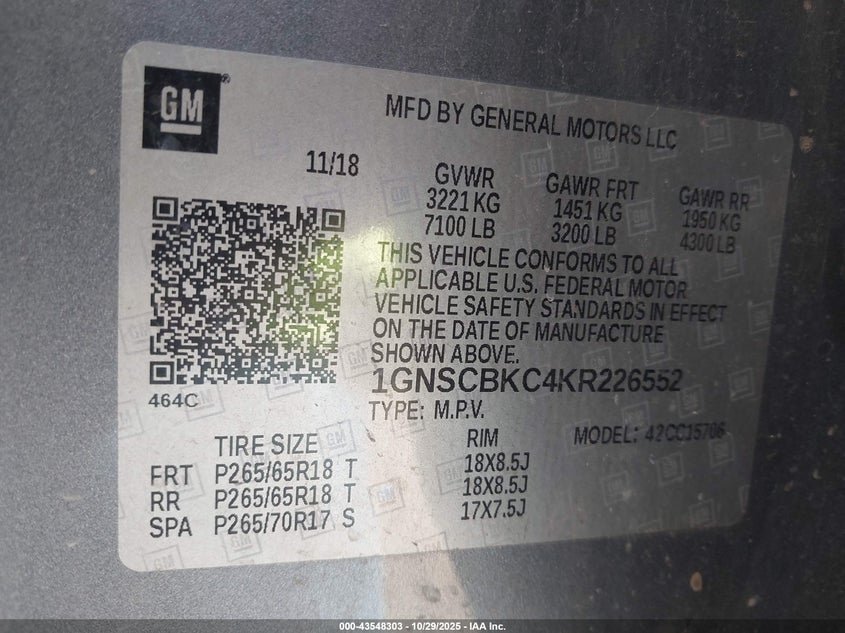 GM
MFD BY GENERAL MOTORS LLC
11/18
GVWR
3221 KG
7100 LB
GAWR FRT
1451 KG
3200 LB
GAWR RR
1950 KG
4300 LB
THIS VEHICLE CONFORMS TO ALL
APPLICABLE U.S. FEDERAL MOTOR
VEHICLE SAFETY STANDARDS IN EFFECT
ON THE DATE OF MANUFACTURE
SHOWN ABOVE.
1GNSCBKC4KR226552
464C
TYPE: M.P.V.
MODEL: 42CC15706
TIRE SIZE RIM
FRT P265/65R18 T 18X8.5J
RR P265/65R18 T 18X8.5J
SPA P265/70R17 S 17X7.5J
000-43548303 - 10/29/2025 - IAA Inc.